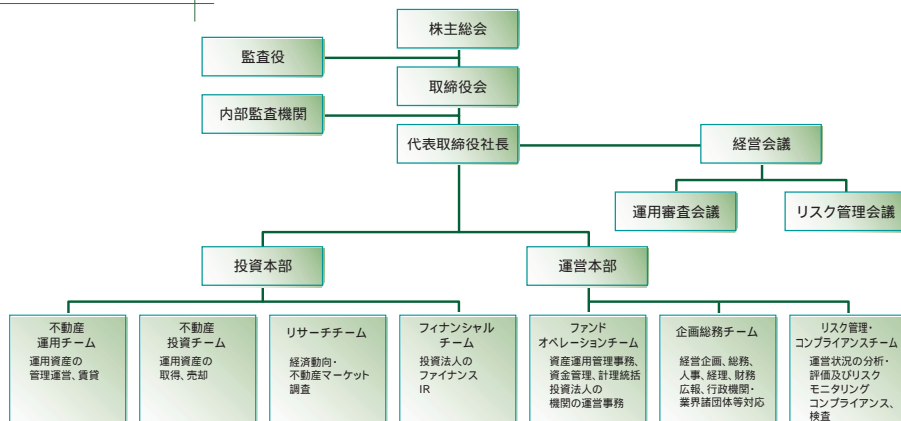 株主総会
監査役
取締役会
内部監査機関
代表取締役社長
経営会議
運用審査会議
リスク管理会議
投資本部
運営本部
不動産
運用チーム
運用資産の
管理運営、賃貸
不動産
投資チーム
運用資産の
取得、売却
リサーチチーム
経済動向・
不動産マーケット
調査
フィナンシャル
チーム
投資法人の
ファイナンス
IR
ファンド
オペレーションチーム
資産運用管理事務、
資金管理、計理統括
投資法人の
機関の運営事務
企画総務チーム
経営企画、総務、
人事、経理、財務
広報、行政機関・
業界諸団体等対応
リスク管理・
コンプライアンスチーム
運営状況の分析・
評価及びリスク
モニタリング
コンプライアンス、
検査